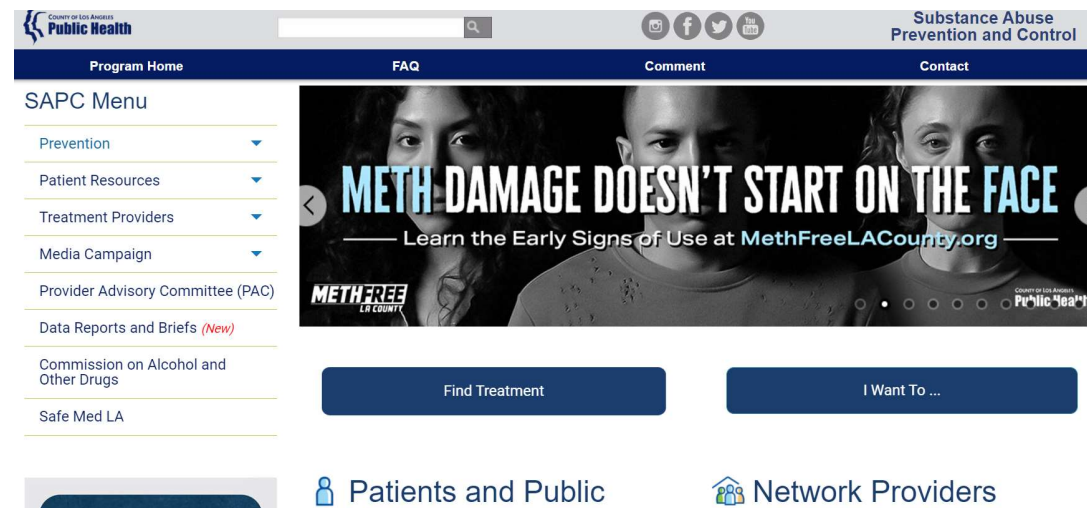 COUNTY OF LOS ANGELES
Public Health
You
Tube
Substance Abuse
Prevention and Control
Program Home
FAQ
Comment
Contact
SAPC Menu
Prevention
Patient Resources
Treatment Providers
Media Campaign
Provider Advisory Committee (PAC)
Data Reports and Briefs (New)
Commission on Alcohol and
Other Drugs
Safe Med LA
METH DAMAGE DOESN'T START ON THE FACE
Learn the Early Signs of Use at MethFreeLACounty.org
METHFREE
LA COUNTY
COUNTY OF LOS ANGELES
Public Health
Find Treatment
I Want To ...
Patients and Public
Network Providers